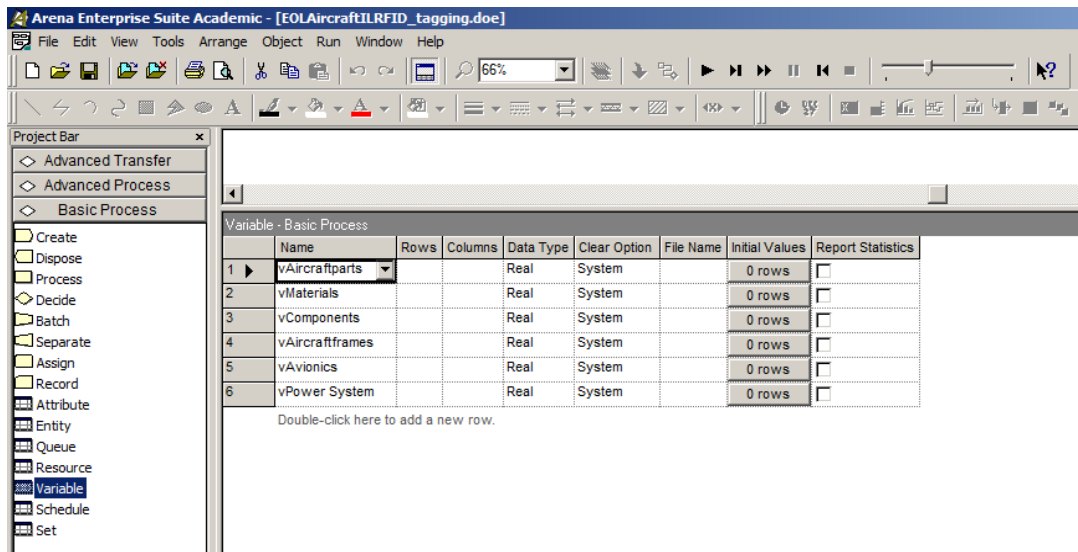 Arena Enterprise Suite Academic - [EOLAircraftILRFID_tagging.doe]
File Edit View Tools Arrange Object Run Window Help
66%
A A
Project Bar x
Advanced Transfer
Advanced Process
Basic Process
Create
Dispose
Process
Decide
Batch
Separate
Assign
Record
Attribute
Entity
Queue
Resource
Variable
Schedule
Set
Variable - Basic Process
Name Rows Columns Data Type Clear Option File Name Initial Values Report Statistics
1 vAircraftparts Real System 0 rows
2 vMaterials Real System 0 rows
3 vComponents Real System 0 rows
4 vAircraftframes Real System 0 rows
5 vAvionics Real System 0 rows
6 vPower System Real System 0 rows
Double-click here to add a new row.